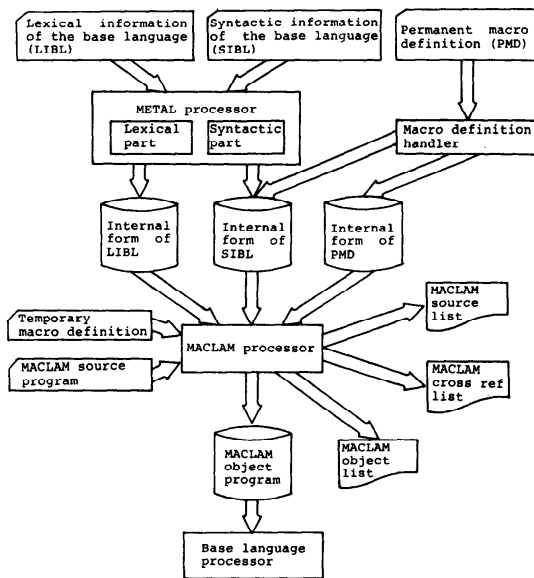 Lexical information
of the base language
(LIBL)
Syntactic information
of the base language
(SIBL)
Permanent macro
definition (PMD)
METAL processor
Lexical
part
Syntactic
part
Macro definition
handler
Internal
form of
LIBL
Internal
form of
SIBL
Internal
form of
PMD
Temporary
macro definition
MACLAM source
program
MACLAM processor
MACLAM
source
list
MACLAM
cross ref
list
MACLAM
object
list
MACLAM
object
program
Base language
processor